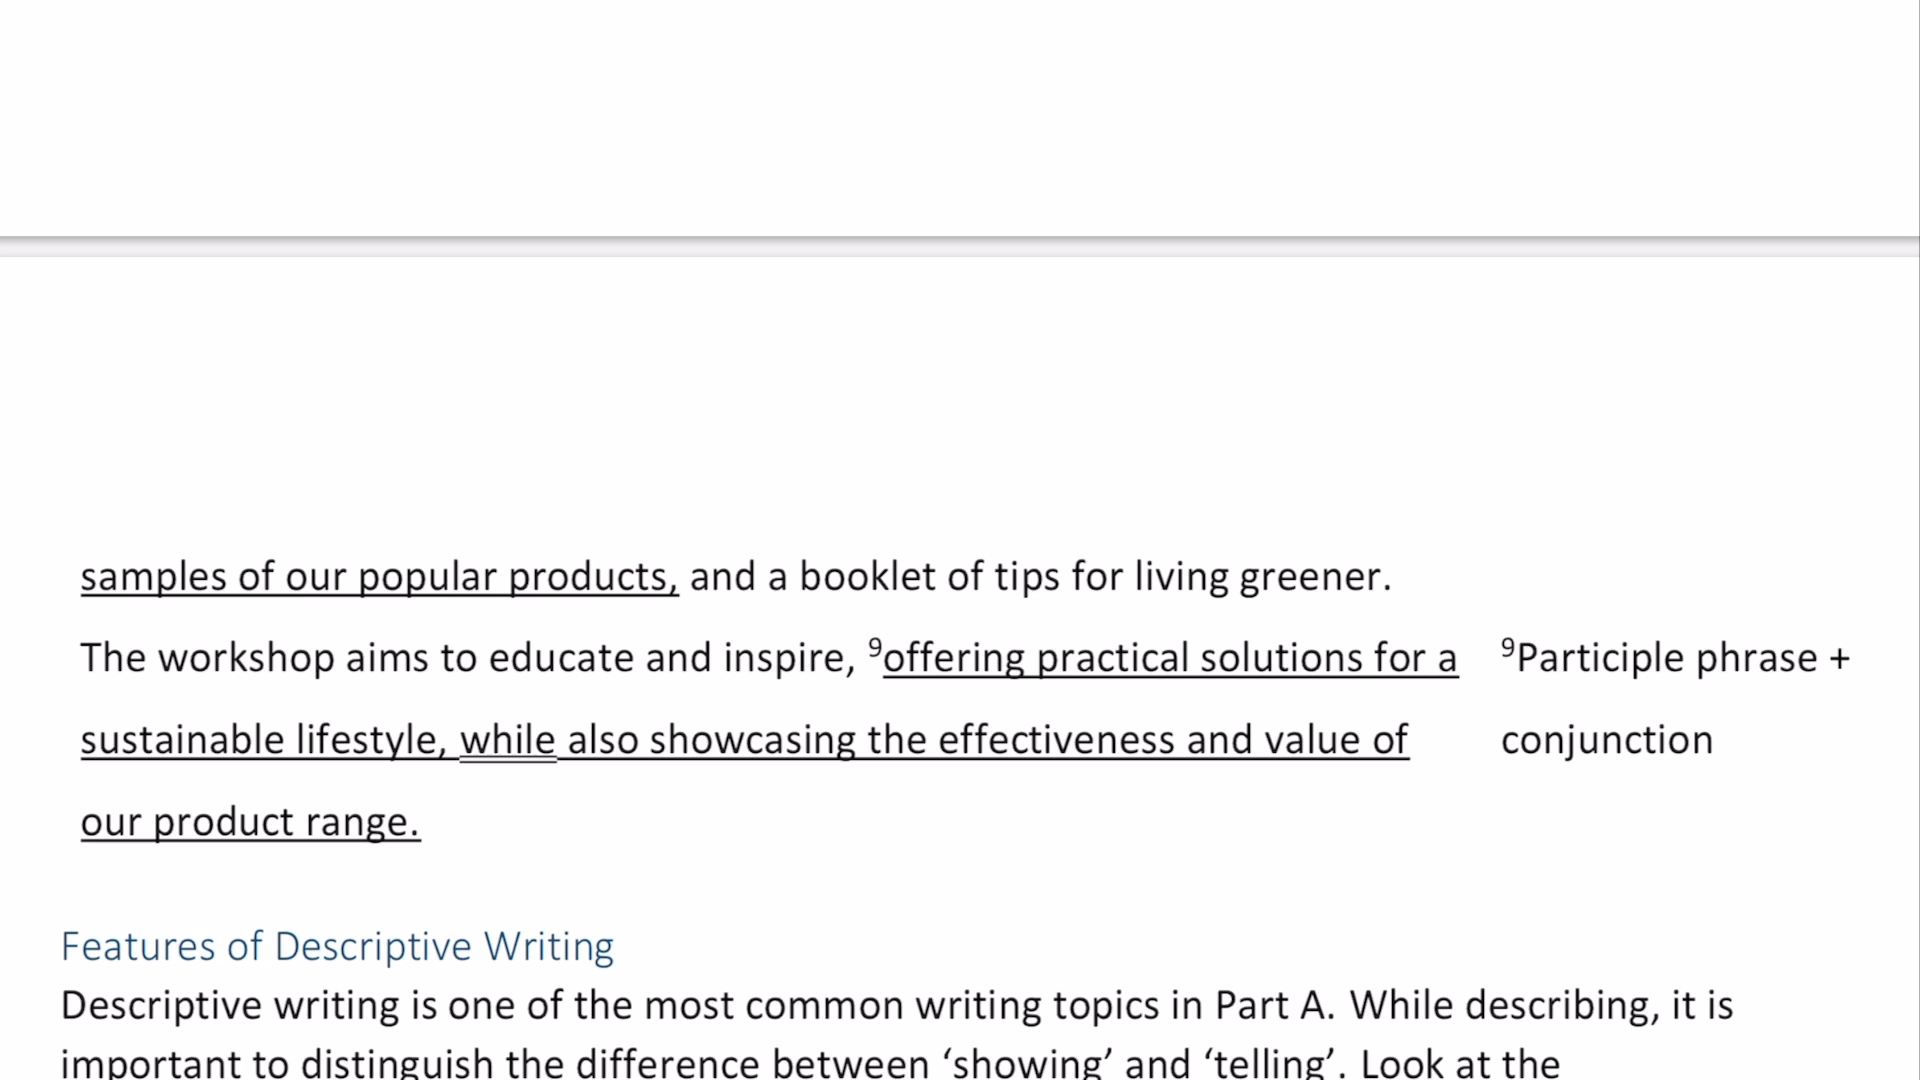 samples of our popular products, and a booklet of tips for living greener.
The workshop aims to educate and inspire, ⁹offering practical solutions for a
sustainable lifestyle, while also showcasing the effectiveness and value of
our product range.
⁹Participle phrase +
conjunction
Features of Descriptive Writing
Descriptive writing is one of the most common writing topics in Part A. While describing, it is
important to distinguish the difference between ‘showing’ and ‘telling’. Look at the